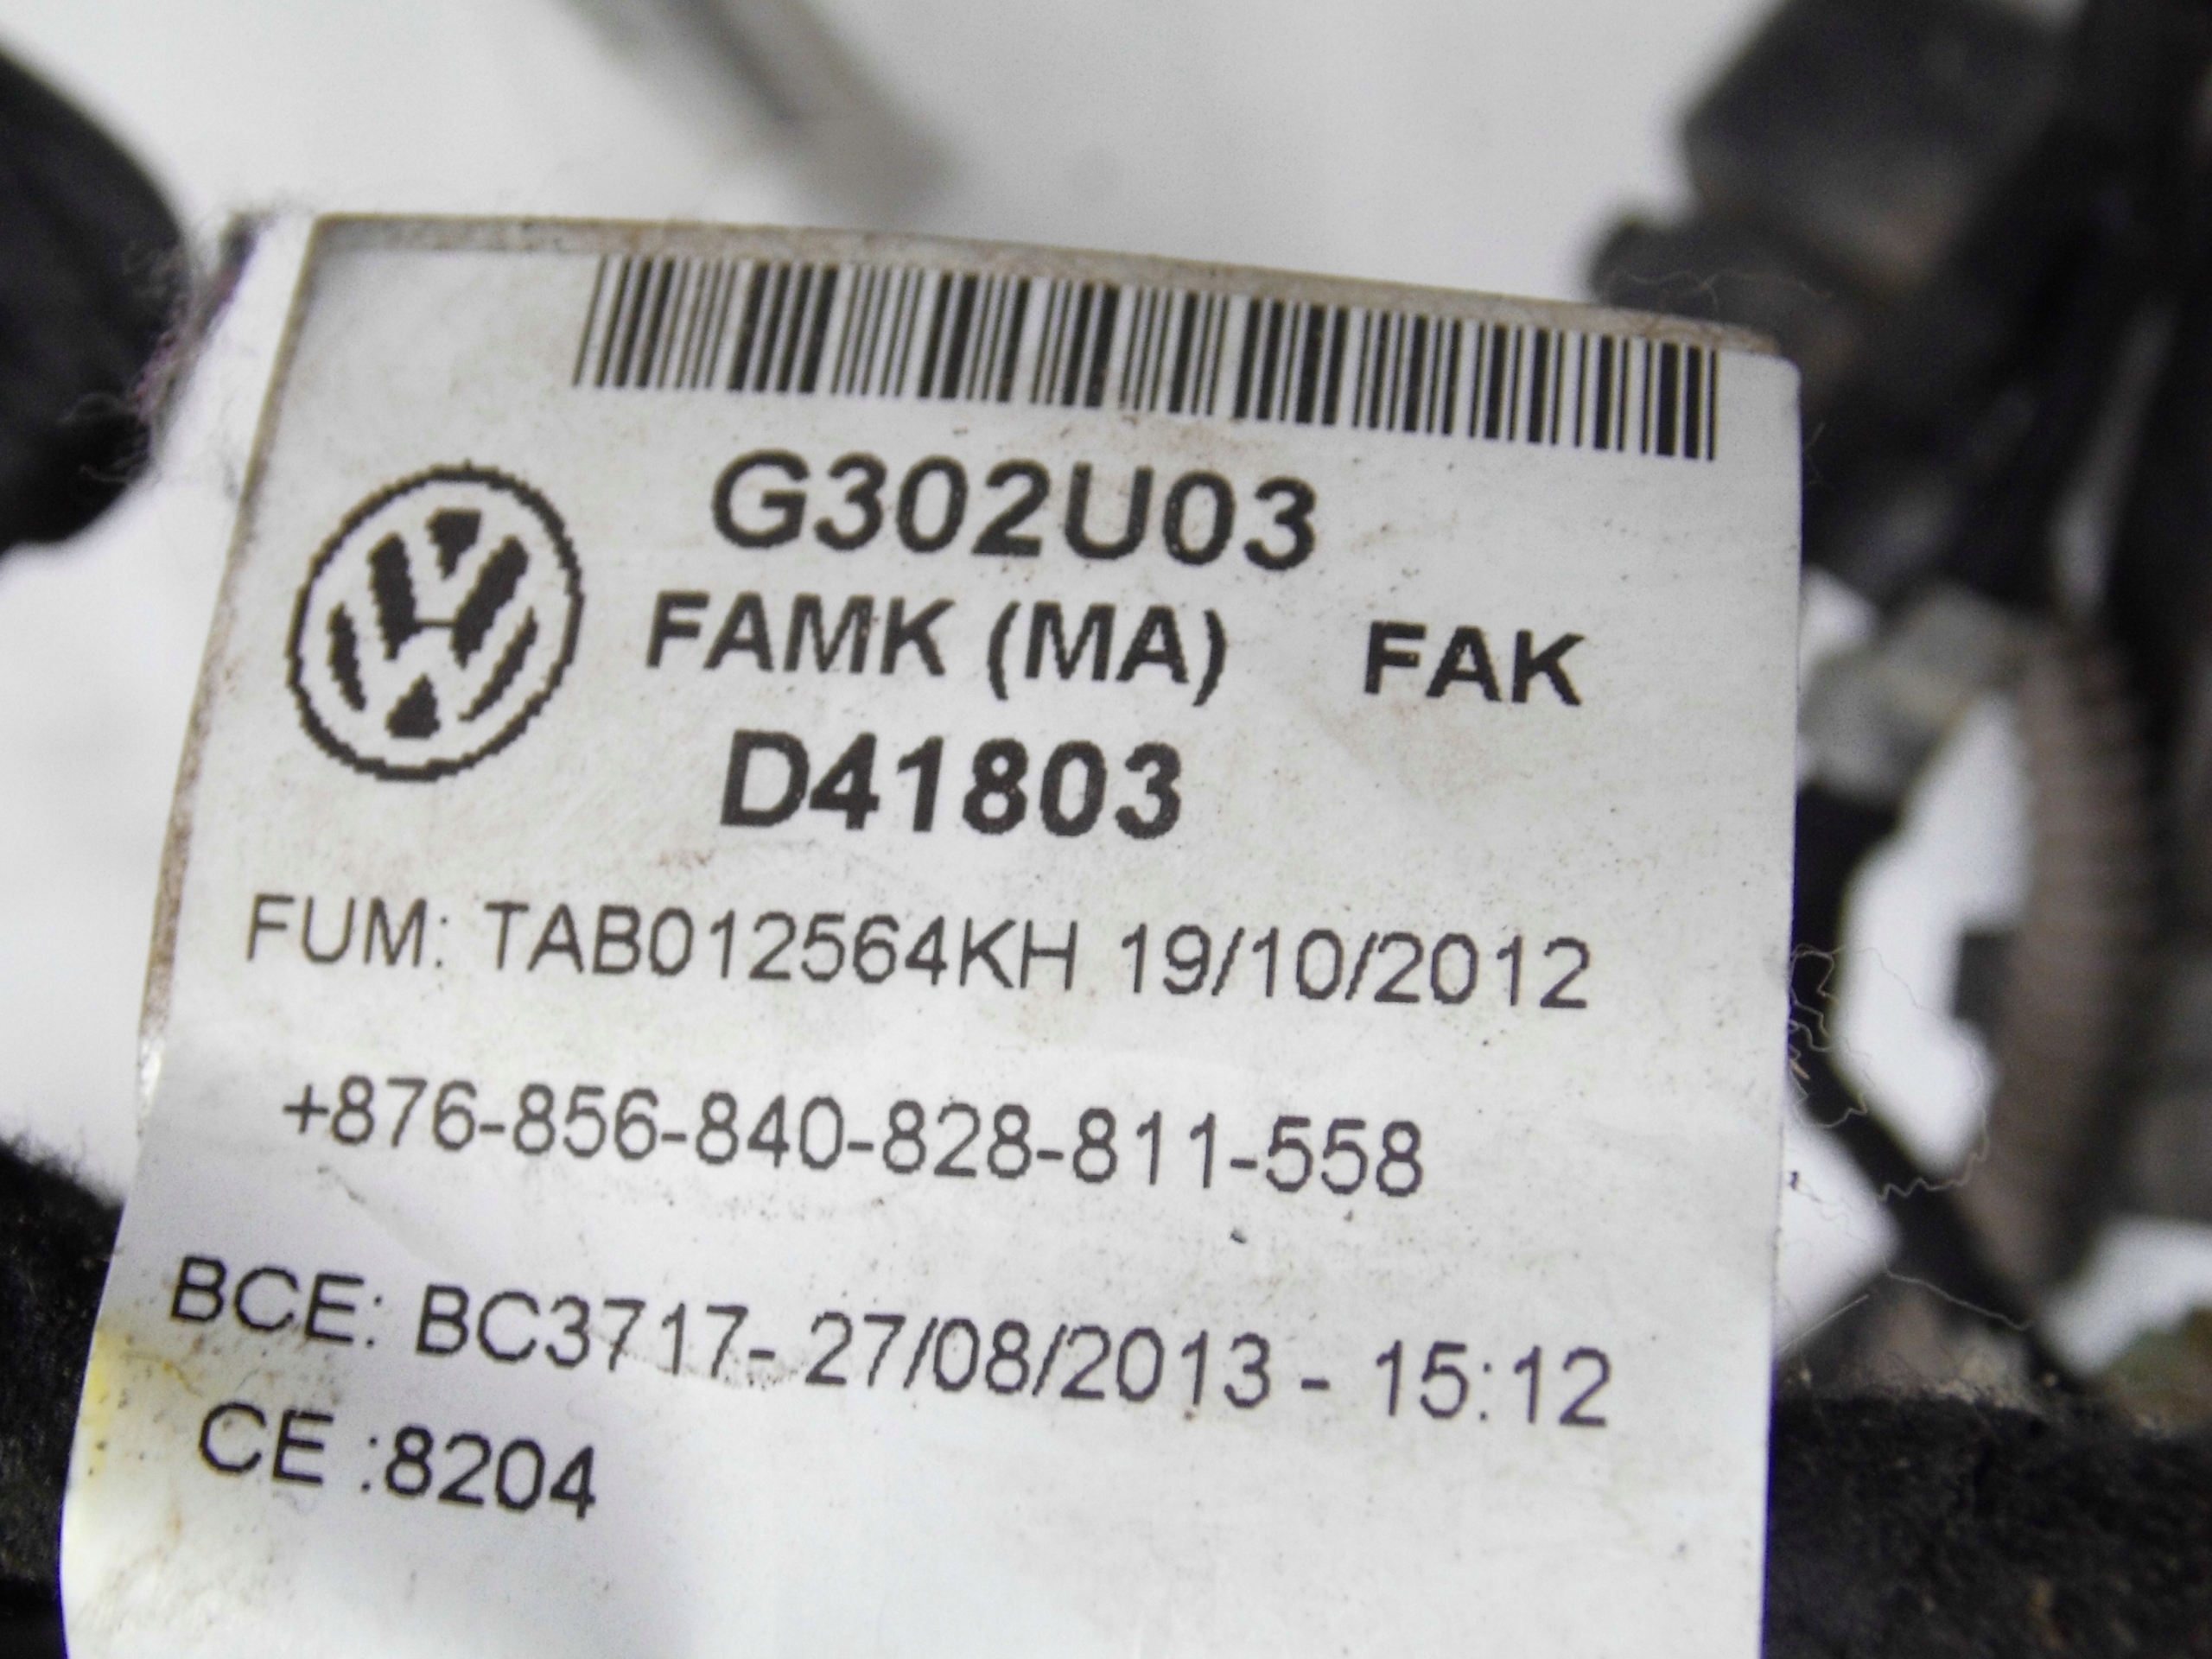 G302U03
FAMK (MA) FAK
D41803
FUM: TAB012564KH 19/10/2012
+876-856-840-828-811-558
BCE: BC3717- 27/08/2013 - 15:12
CE :8204